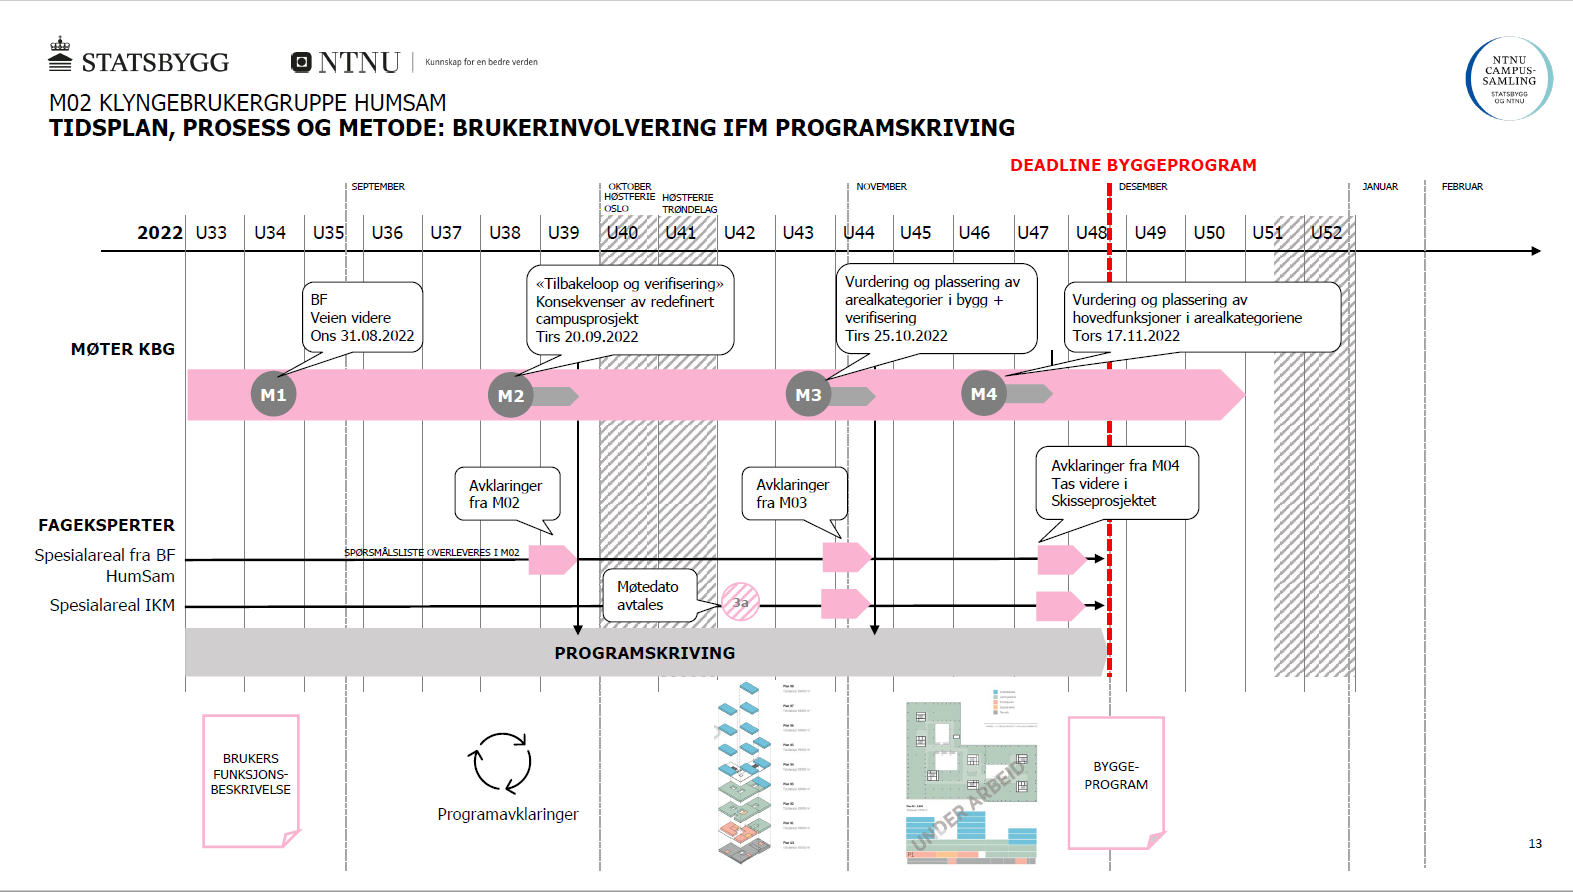 STATSBYGG
NTNU
Kunnskap for en bedre verden
NTNU
CAMPUS-
SAMLING
STATSBYGG
OG NTNU
M02 KLYNGEBRUKERGRUPPE HUMSAM
TIDSPLAN, PROSESS OG METODE: BRUKERINVOLVERING IFM PROGRAMSKRIVING
DEADLINE BYGGEPROGRAM
SEPTEMBER
OKTOBER
HØSTFERIE
OSLO
HØSTFERIE
TRØNDELAG
NOVEMBER
DESEMBER
JANUAR
FEBRUAR
2022 U33 U34 U35 U36 U37 U38 U39 U40 U41 U42 U43 U44 U45 U46 U47 U48 U49 U50 U51 U52
BF
Veien videre
Ons 31.08.2022
«Tilbakeloop og verifisering»
Konsekvenser av redefinert
campusprosjekt
Tirs 20.09.2022
Vurdering og plassering av
arealkategorier i bygg +
verifisering
Tirs 25.10.2022
Vurdering og plassering av
hovedfunksjoner i arealkategoriene
Tors 17.11.2022
MØTER KBG
M1
M2
M3
M4
Avklaringer
fra M02
Avklaringer
fra M03
Avklaringer fra M04
Tas videre i
Skisseprosjektet
FAGEKSPERTER
Spesialareal fra BF
HumSam
SPØRSMÅLSLISTE OVERLEVERES I M02
Spesialareal IKM
Møtedato
avtales
3a
PROGRAMSKRIVING
BRUKERS
FUNKSJONS-
BESKRIVELSE
Programavklaringer
UNDER ARBEID
P1
BYGGE-
PROGRAM
13